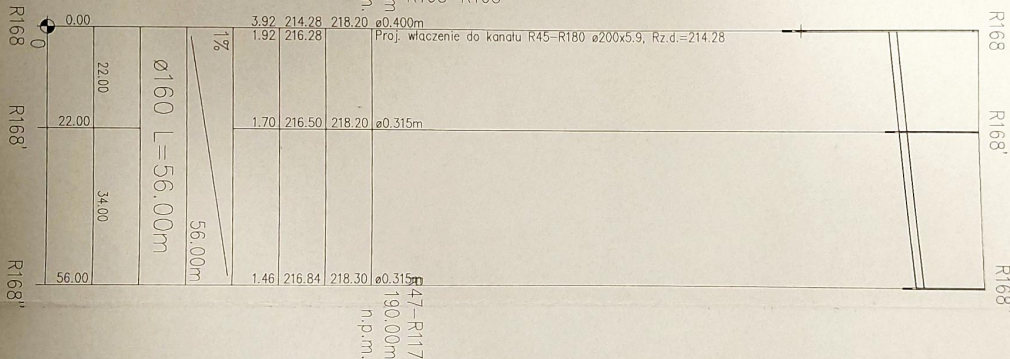 R168 0.00 3.92 214.28 218.20 ø0.400m R168
0 1% 1.92 216.28 Proj. włączenie do kanału R45-R180 ø200x5.9, Rz.d.=214.28
22.00
ø160 L=56.00m
R168' 22.00 1.70 216.50 218.20 ø0.315m R168'
34.00
56.00m
R168'' 56.00 1.46 216.84 218.30 ø0.315m R168
R117
190.00m
n.p.m.